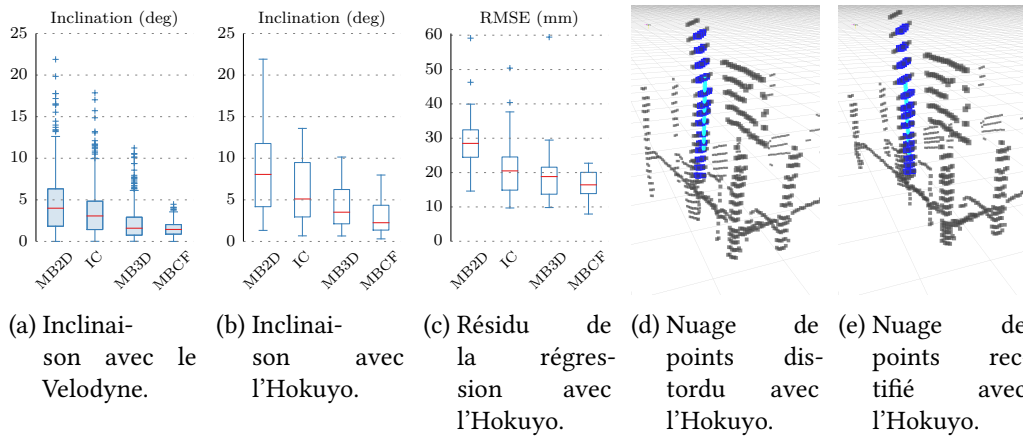 Inclination (deg)
25
20
15
10
5
0
MB2D
IC
MB3D
MBCF
Inclination (deg)
25
20
15
10
5
0
MB2D
IC
MB3D
MBCF
RMSE (mm)
60
50
40
30
20
10
0
MB2D
IC
MB3D
MBCF
(a) Inclinai-
son avec le
Velodyne.
(b) Inclinai-
son avec
l'Hokuyo.
(c) Résidu de
la régres-
sion avec
l'Hokuyo.
(d) Nuage de
points dis-
tordu avec
l'Hokuyo.
(e) Nuage de
points rec
tifié avec
l'Hokuyo.